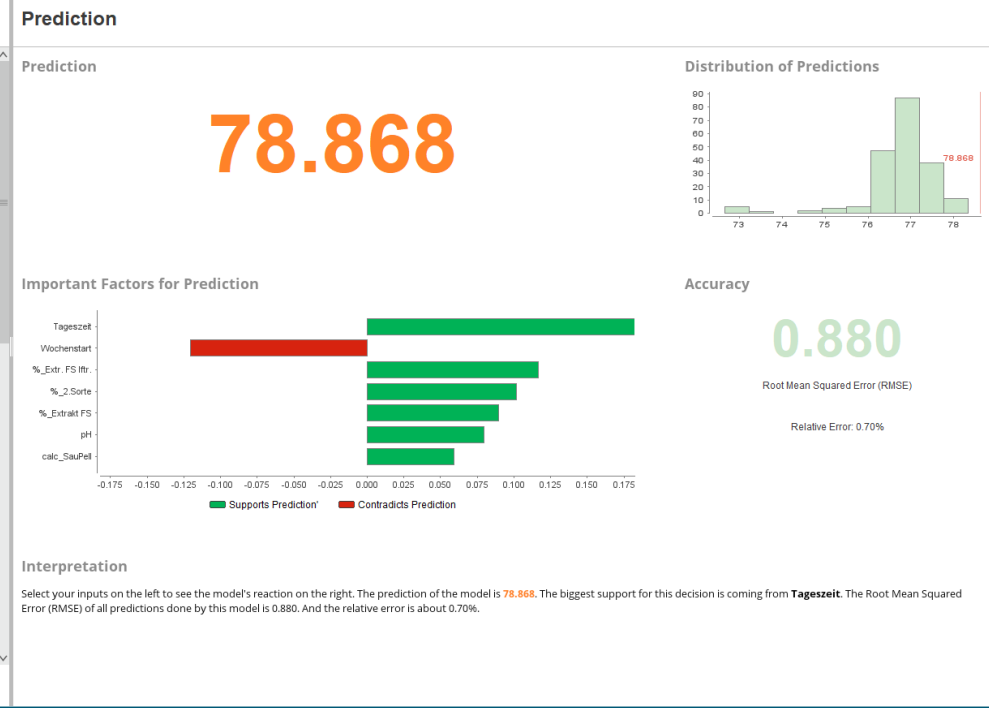 Prediction
Prediction
78.868
Distribution of Predictions
90
80
70
60
50
40
30
20
10
0
78.868
73 74 75 76 77 78
Important Factors for Prediction
Tageszeit
Wochenstart
%_Extr. FS lftr.
%_2.Sorte
%_Extrakt FS
pH
calc_SauPell
-0.175 -0.150 -0.125 -0.100 -0.075 -0.050 -0.025 0.000 0.025 0.050 0.075 0.100 0.125 0.150 0.175
Supports Prediction' Contradicts Prediction
Accuracy
0.880
Root Mean Squared Error (RMSE)
Relative Error: 0.70%
Interpretation
Select your inputs on the left to see the model's reaction on the right. The prediction of the model is 78.868. The biggest support for this decision is coming from Tageszeit. The Root Mean Squared
Error (RMSE) of all predictions done by this model is 0.880. And the relative error is about 0.70%.